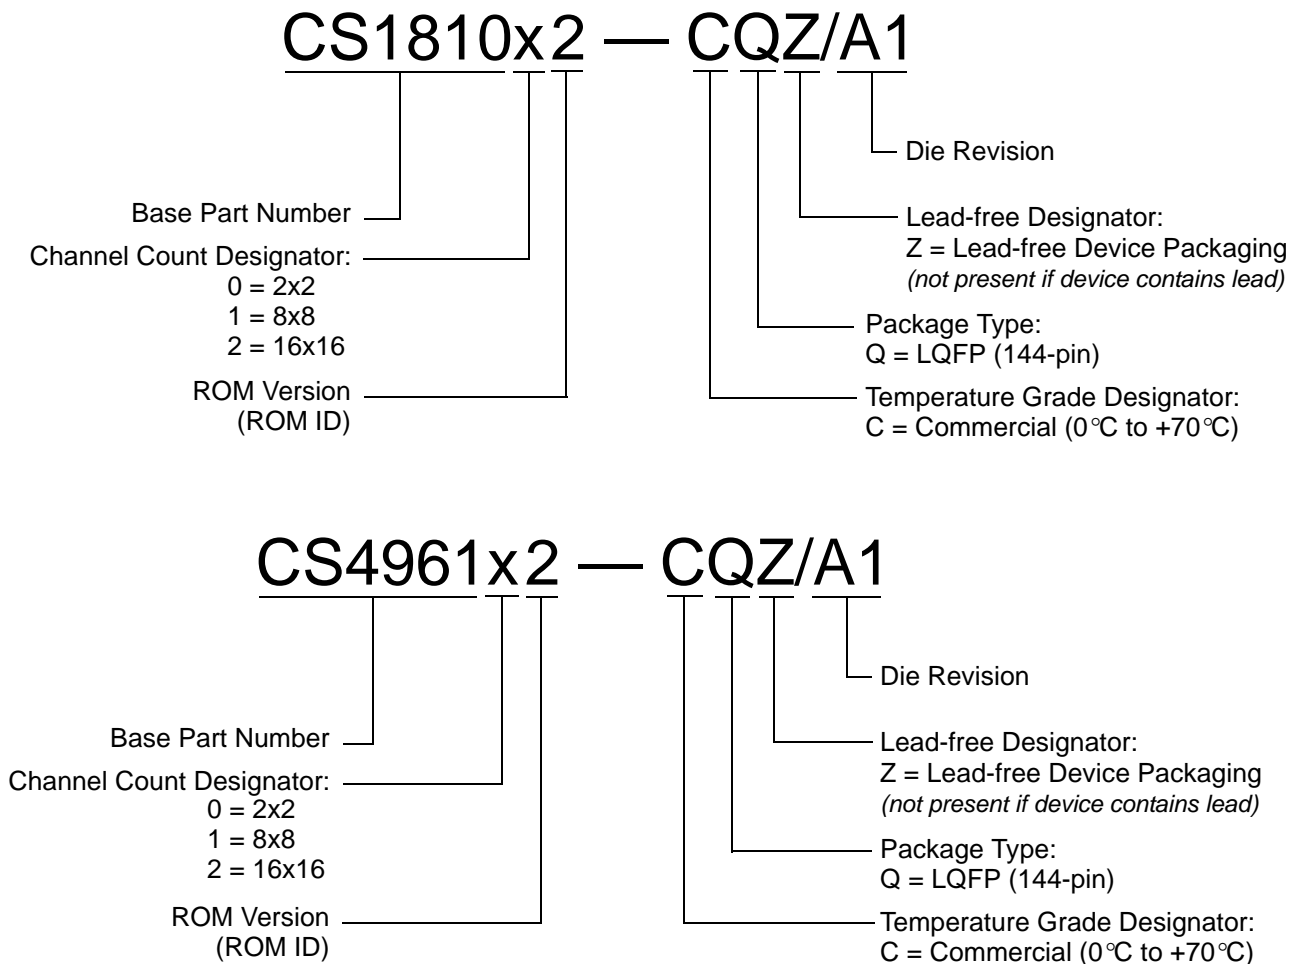 CS1810x2 — CQZ/A1
Base Part Number
Channel Count Designator:
0 = 2x2
1 = 8x8
2 = 16x16
ROM Version
(ROM ID)
Die Revision
Lead-free Designator:
Z = Lead-free Device Packaging
(not present if device contains lead)
Package Type:
Q = LQFP (144-pin)
Temperature Grade Designator:
C = Commercial (0°C to +70°C)
CS4961x2 — CQZ/A1
Base Part Number
Channel Count Designator:
0 = 2x2
1 = 8x8
2 = 16x16
ROM Version
(ROM ID)
Die Revision
Lead-free Designator:
Z = Lead-free Device Packaging
(not present if device contains lead)
Package Type:
Q = LQFP (144-pin)
Temperature Grade Designator:
C = Commercial (0°C to +70°C)